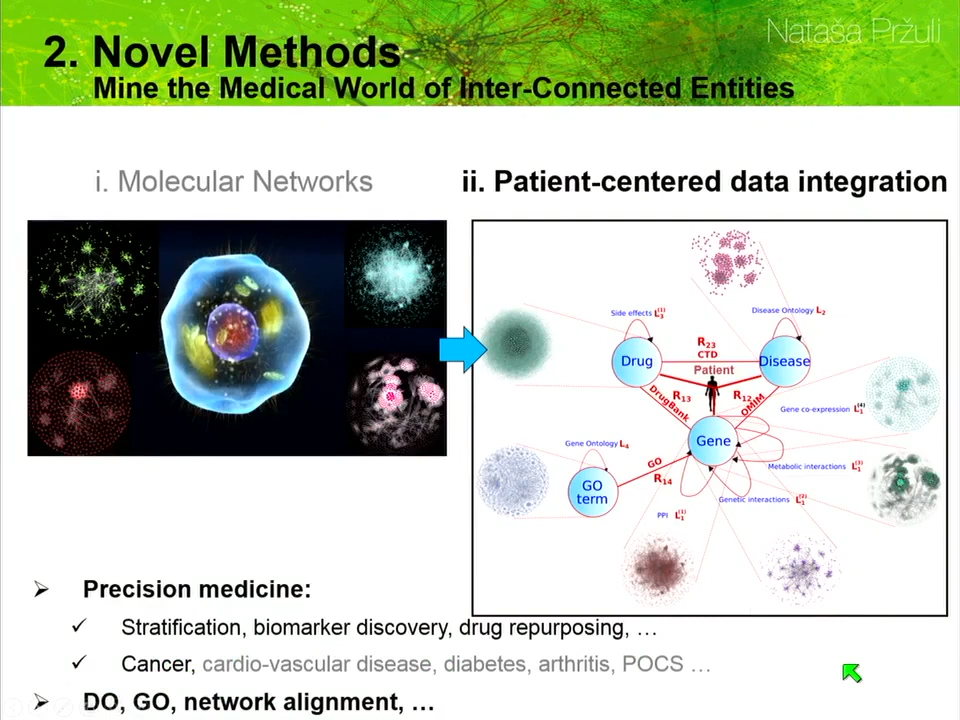 Nataša Pržuli
2. Novel Methods
Mine the Medical World of Inter-Connected Entities
i. Molecular Networks
ii. Patient-centered data integration
Side effects L3(1)
Disease Ontology L2
R23
CTD
Drug
Disease
Patient
R13
R12
DrugBank
OMIM
Gene co-expression L1(4)
Gene
Gene Ontology L4
GO
R14
Metabolic interactions L1(3)
GO
term
Genetic interactions L1(2)
PPI L1(1)
➢ Precision medicine:
✓ Stratification, biomarker discovery, drug repurposing, …
✓ Cancer, cardio-vascular disease, diabetes, arthritis, POCS …
➢ DO, GO, network alignment, …